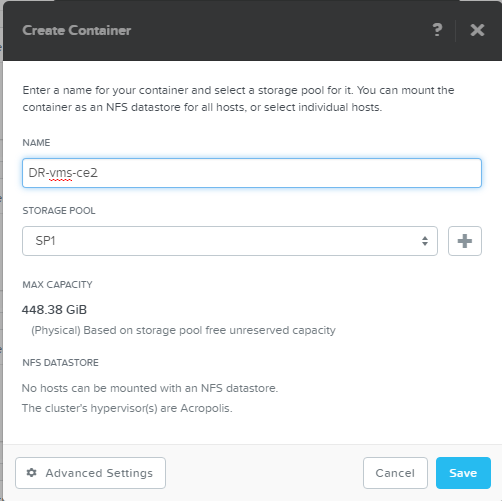 Create Container
?
Enter a name for your container and select a storage pool for it. You can mount the
container as an NFS datastore for all hosts, or select individual hosts.
NAME
DR-vms-ce2
STORAGE POOL
SP1
MAX CAPACITY
448.38 GiB
(Physical) Based on storage pool free unreserved capacity
NFS DATASTORE
No hosts can be mounted with an NFS datastore.
The cluster's hypervisor(s) are Acropolis.
Advanced Settings
Cancel
Save